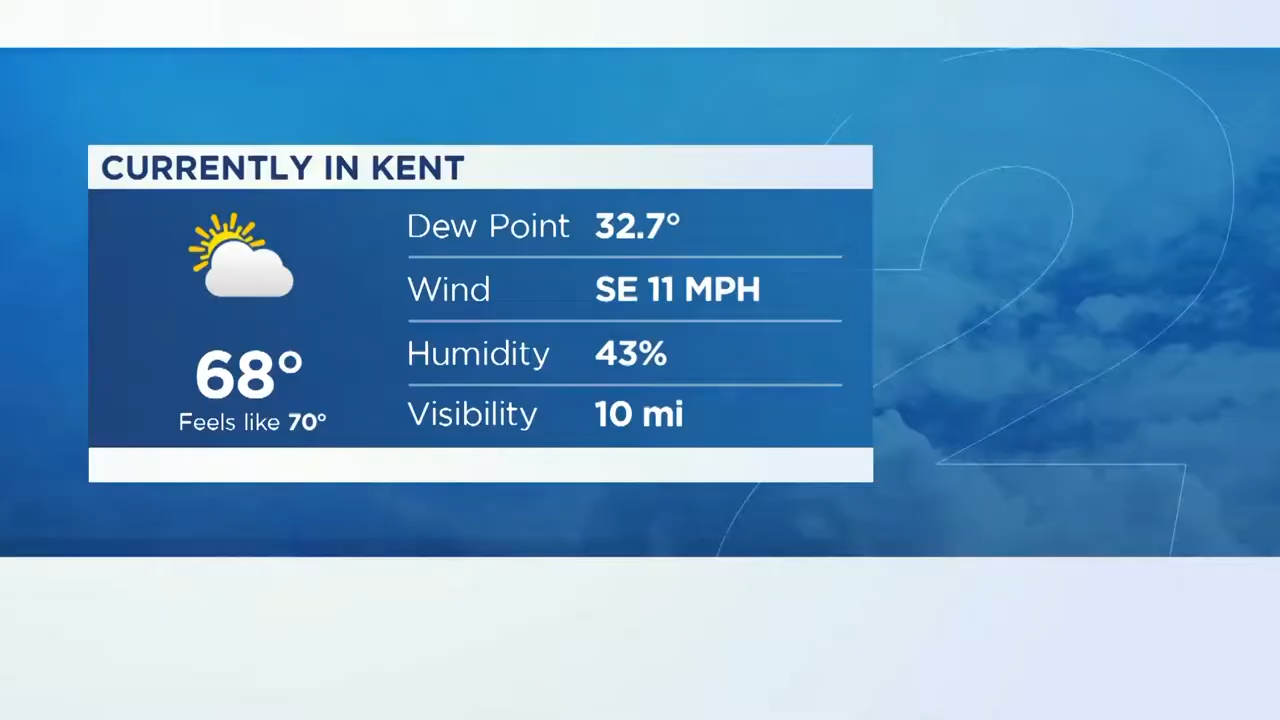 CURRENTLY IN KENT
Dew Point 32.7°
Wind SE 11 MPH
Humidity 43%
Visibility 10 mi
68°
Feels like 70°
2